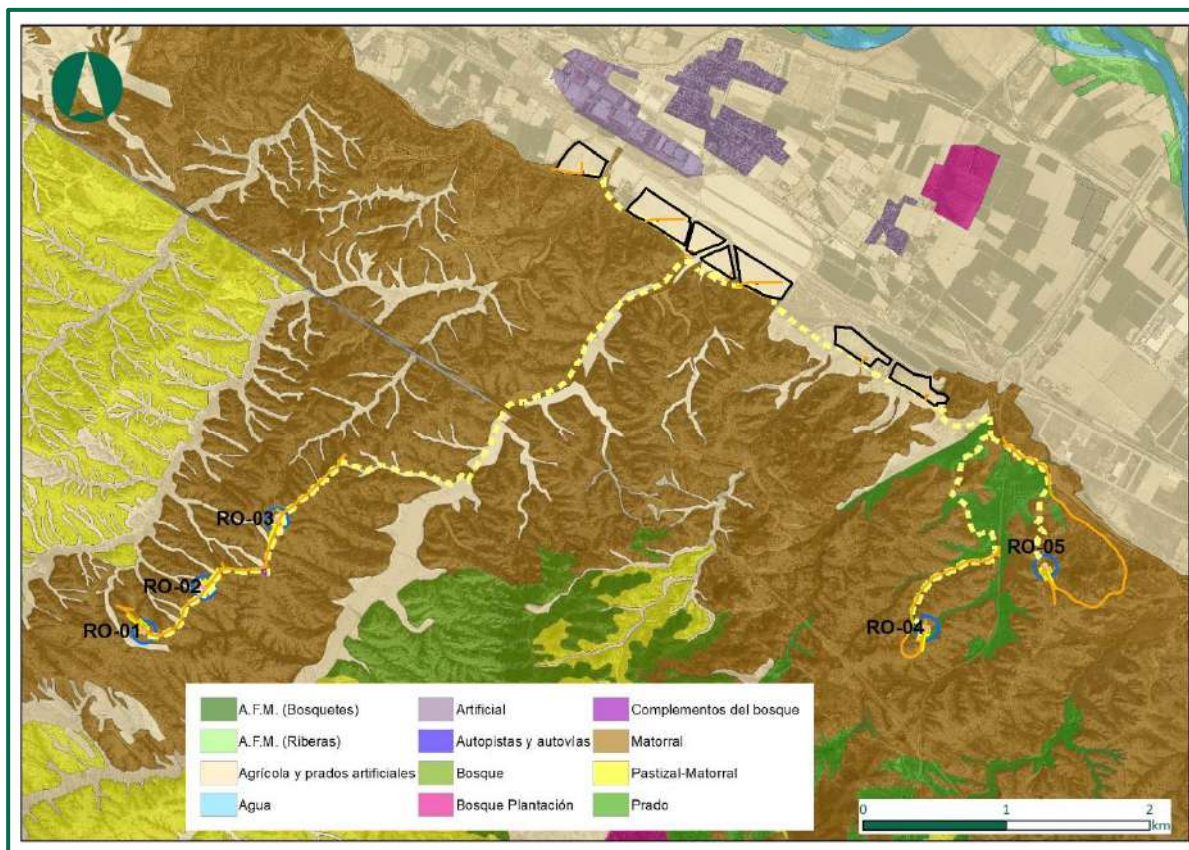 RO-03
RO-05
RO-02
RO-04
RO-01
A.F.M. (Bosquetes)
Artificial
Complementos del bosque
A.F.M. (Riberas)
Autopistas y autovías
Matorral
Agrícola y prados artificiales
Bosque
Pastizal-Matorral
Agua
Bosque Plantación
Prado
0 1 2
km